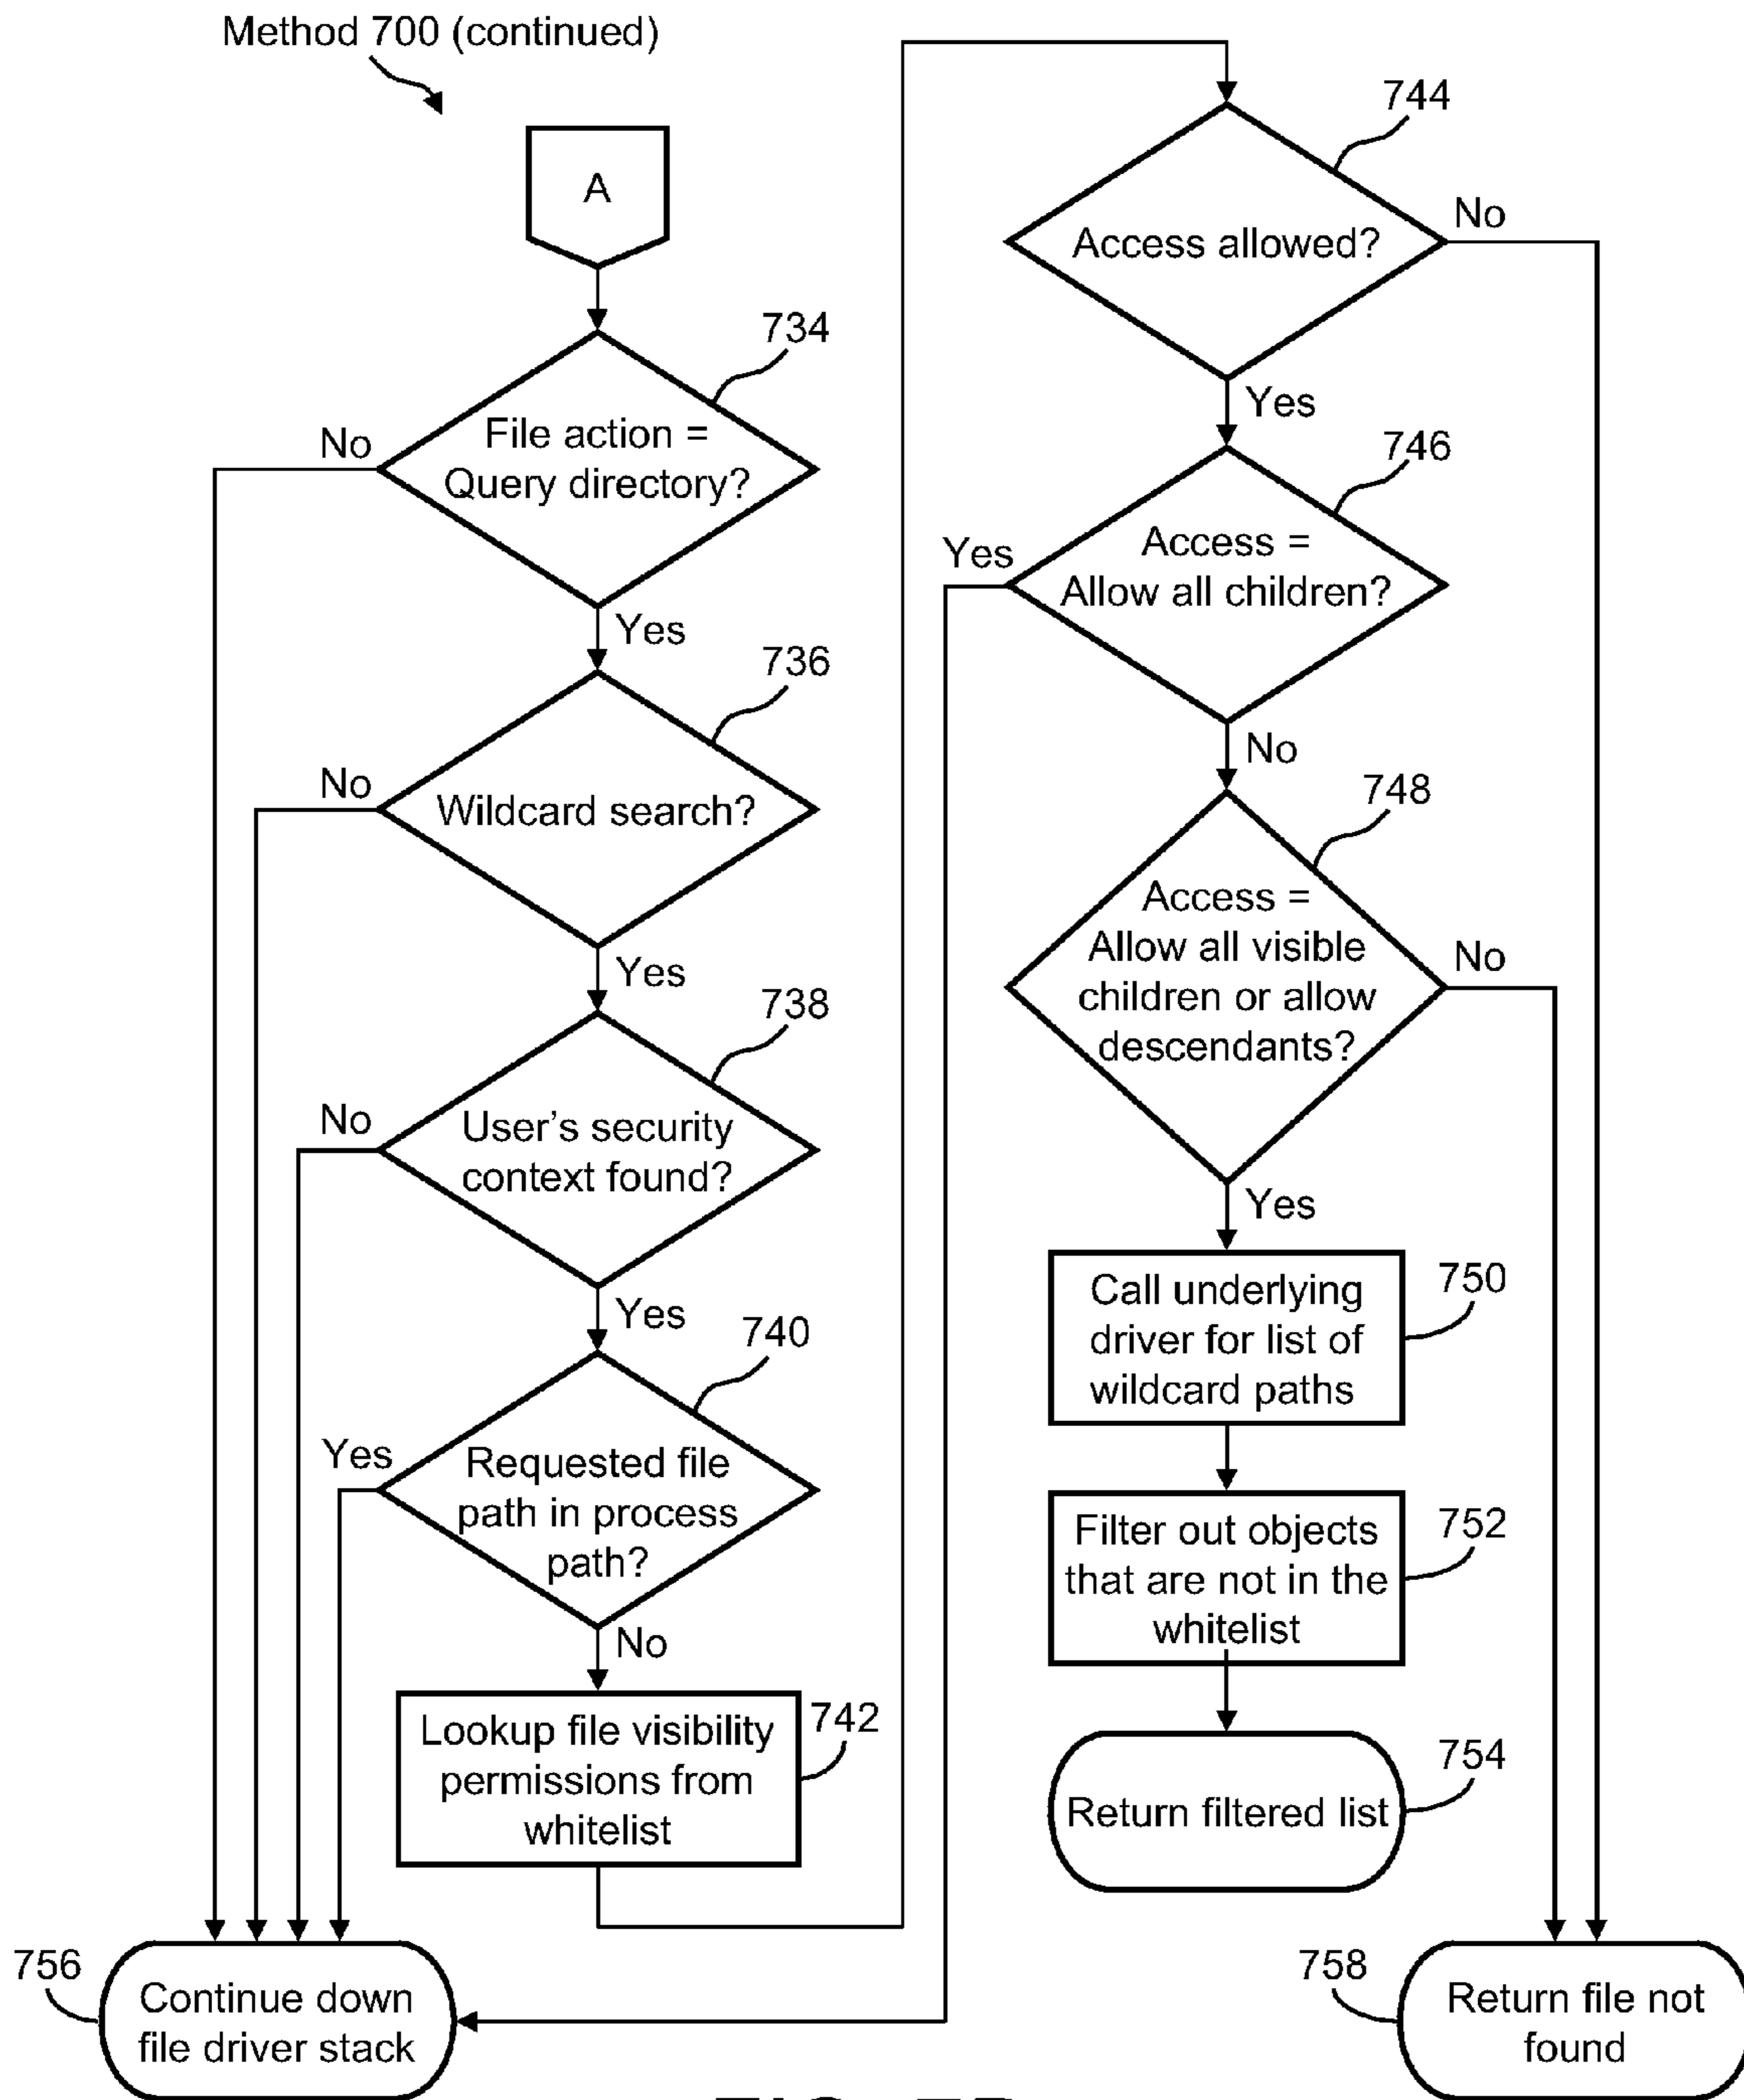 Method 700 (continued)
A
734
File action =
Query directory?
No
Yes
736
Wildcard search?
No
Yes
738
User's security
context found?
No
Yes
740
Requested file
path in process
path?
Yes
No
742
Lookup file visibility
permissions from
whitelist
744
Access allowed?
No
Yes
746
Access =
Allow all children?
Yes
No
748
Access =
Allow all visible
children or allow
descendants?
No
Yes
750
Call underlying
driver for list of
wildcard paths
752
Filter out objects
that are not in the
whitelist
754
Return filtered list
756
Continue down
file driver stack
758
Return file not
found